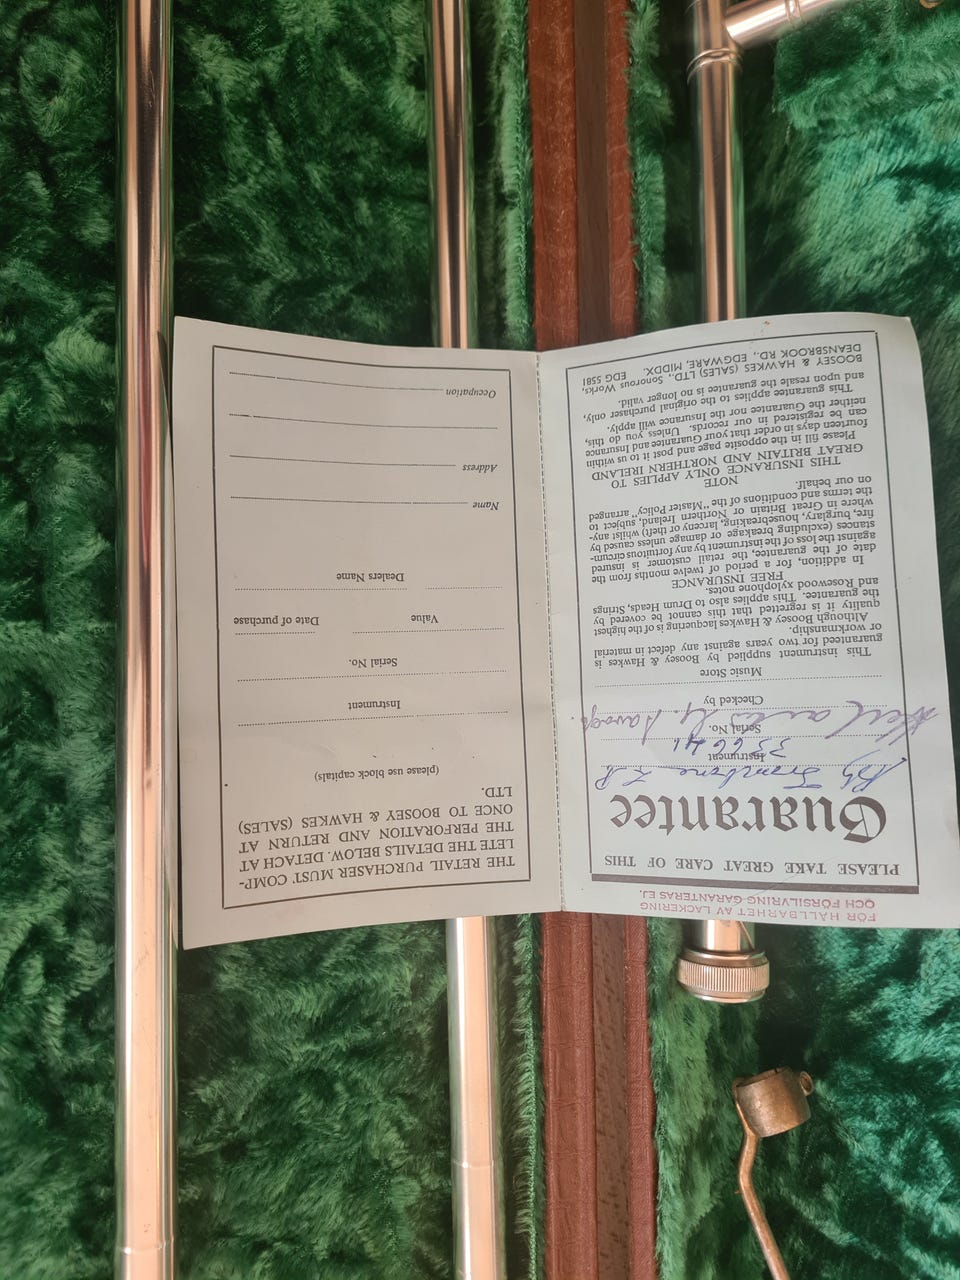 FÖR HÅLLBARHET AV LACKERING
OCH FÖRSILVRING GARANTERAS EJ.
PLEASE TAKE GREAT CARE OF THIS
Guarantee
Trombone
Instrument
336641
Serial No.
Checked by
Music Store
This instrument supplied by Boosey & Hawkes is
guaranteed for two years against any defect in material
or workmanship.
Although Boosey & Hawkes lacquering is of the highest
quality it is regretted that this cannot be covered by
the guarantee. This applies also to Drum Heads, Strings
and Rosewood xylophone notes.
FREE INSURANCE
In addition, for a period of twelve months from the
date of the guarantee, the retail customer is insured
against the loss of the instrument by any fortuitous circum-
stances (excluding breakage or damage unless caused by
fire, burglary, housebreaking, larceny or theft) whilst any-
where in Great Britain or Northern Ireland, subject to
the terms and conditions of the "Master Policy" arranged
on our behalf.
NOTE
THIS INSURANCE ONLY APPLIES TO
GREAT BRITAIN AND NORTHERN IRELAND
Please fill in the opposite page and post it to us within
fourteen days in order that your Guarantee and Insurance
can be registered in our records. Unless you do this,
neither the Guarantee nor the Insurance will apply.
This guarantee applies to the original purchaser only,
and upon resale the guarantee is no longer valid.
BOOSEY & HAWKES (SALES) LTD., Sonorous Works,
DEANSBROOK RD., EDGWARE, MIDDX. EDG 5581
THE RETAIL PURCHASER MUST COMP-
LETE THE DETAILS BELOW. DETACH AT
THE PERFORATION AND RETURN AT
ONCE TO BOOSEY & HAWKES (SALES)
LTD.
(please use block capitals)
Instrument
Serial No.
Value Date of purchase
Dealers Name
Name
Address
Occupation